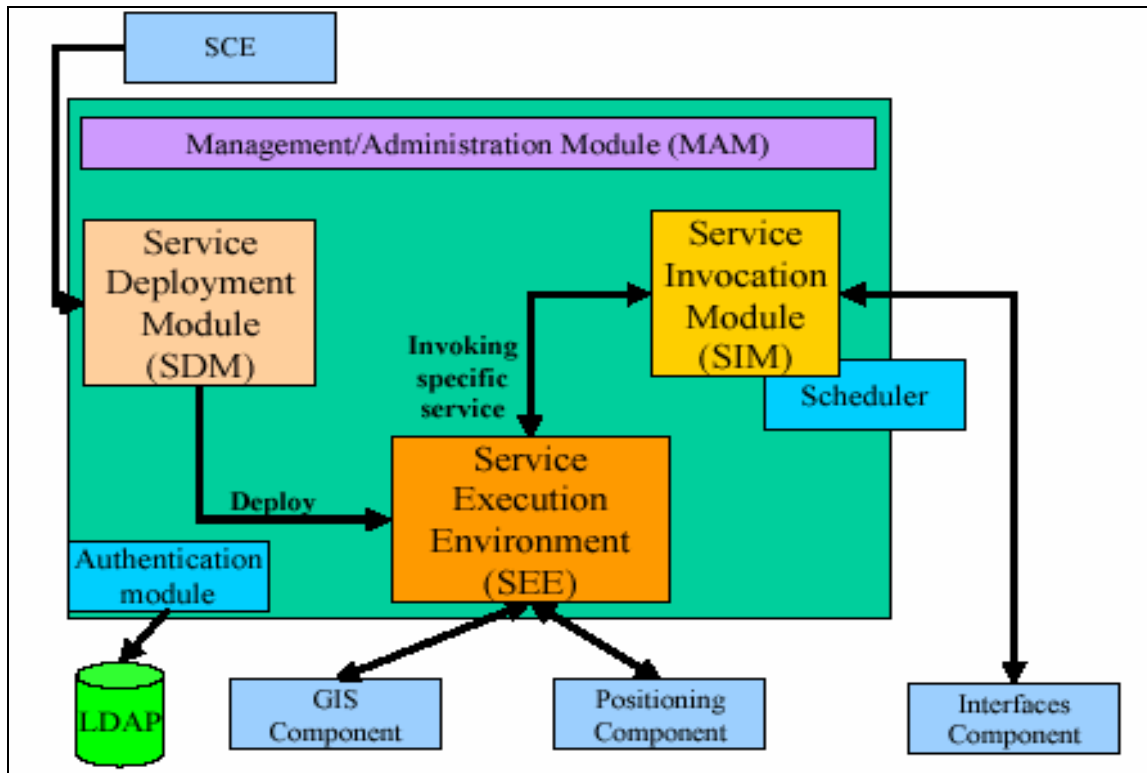 SCE
Management/Administration Module (MAM)
Service
Deployment
Module
(SDM)
Service
Invocation
Module
(SIM)
Invoking
specific
service
Scheduler
Service
Execution
Environment
(SEE)
Deploy
Authentication
module
LDAP
GIS
Component
Positioning
Component
Interfaces
Component